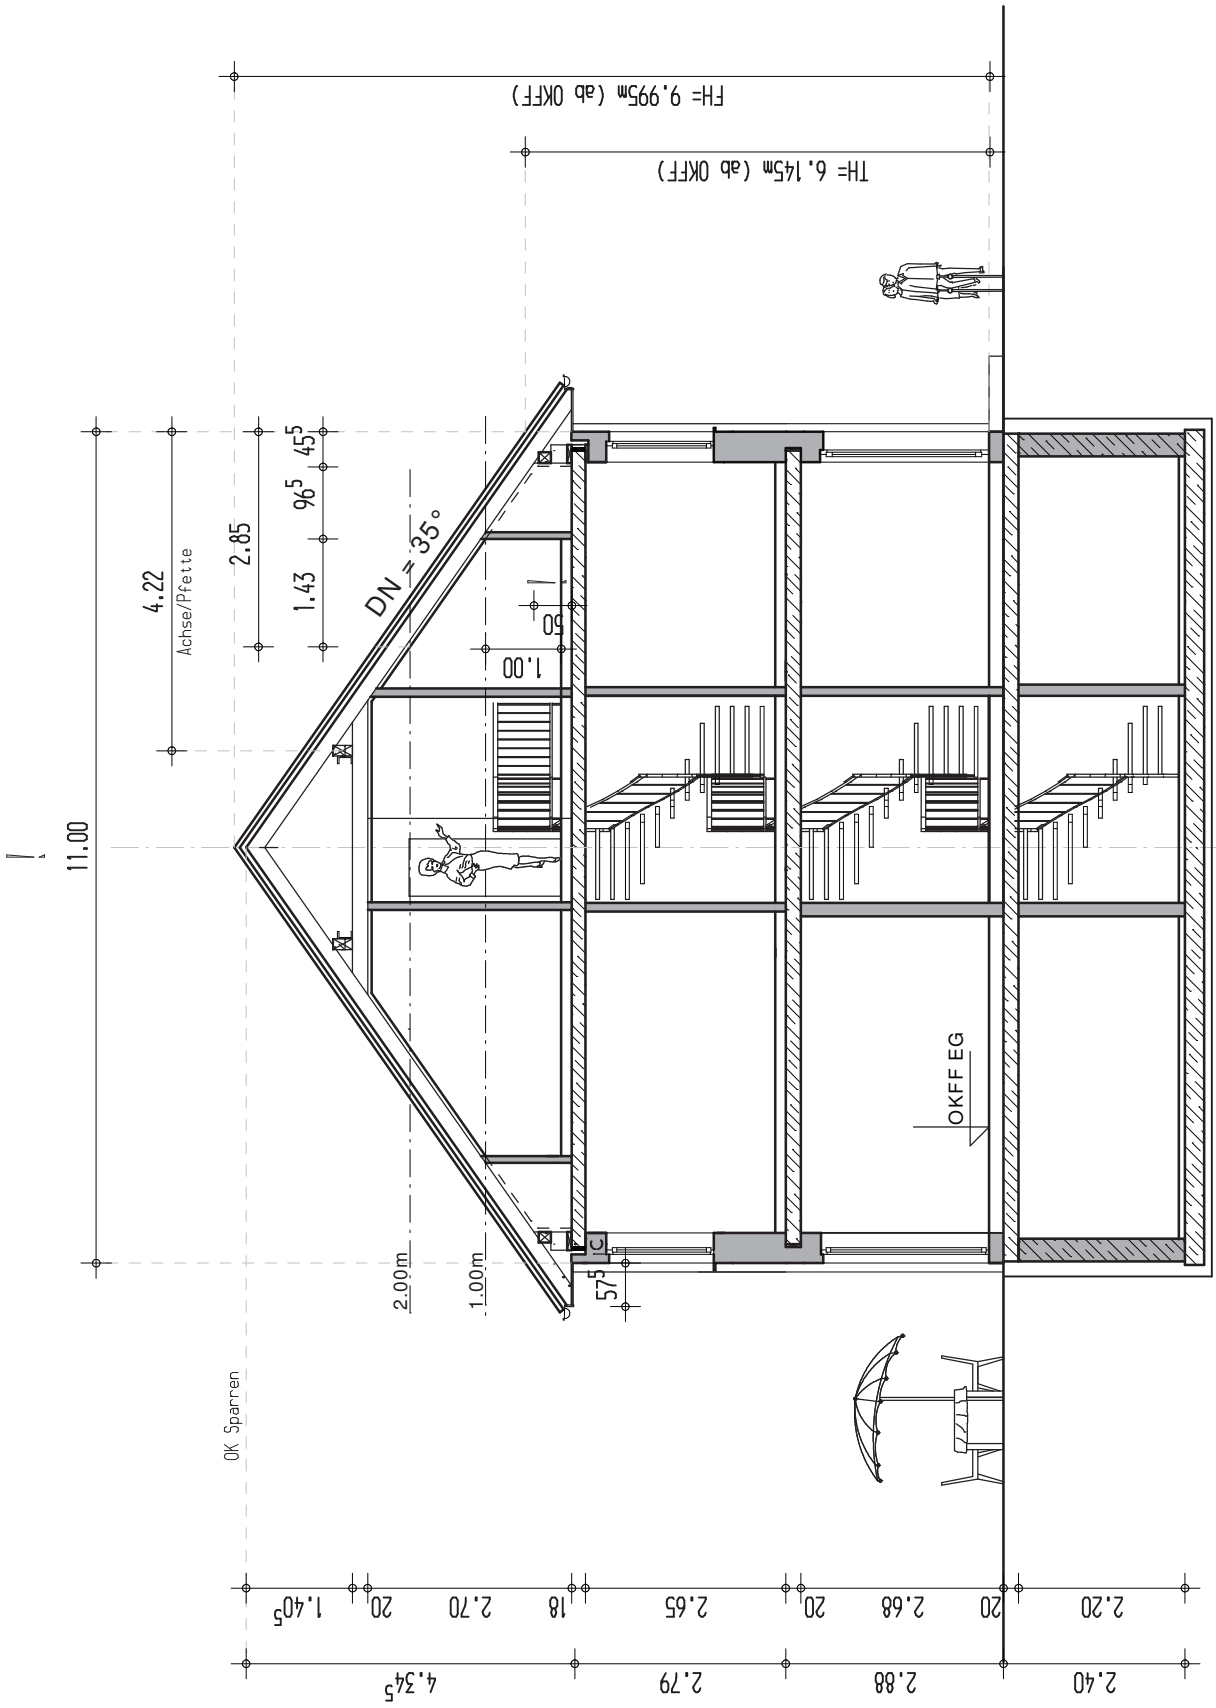 FH= 9.995m (ab OKFF)
TH= 6.145m (ab OKFF)
11.00
4.22
Achse/Pfette
2.85
1.43
96⁵
45⁵
DN = 35°
50
1.00
2.00m
1.00m
57⁵
OKFF EG
OK Sparren
1.40⁵
20
2.70
18
2.65
20
2.68
20
2.20
4.34⁵
2.79
2.88
2.40